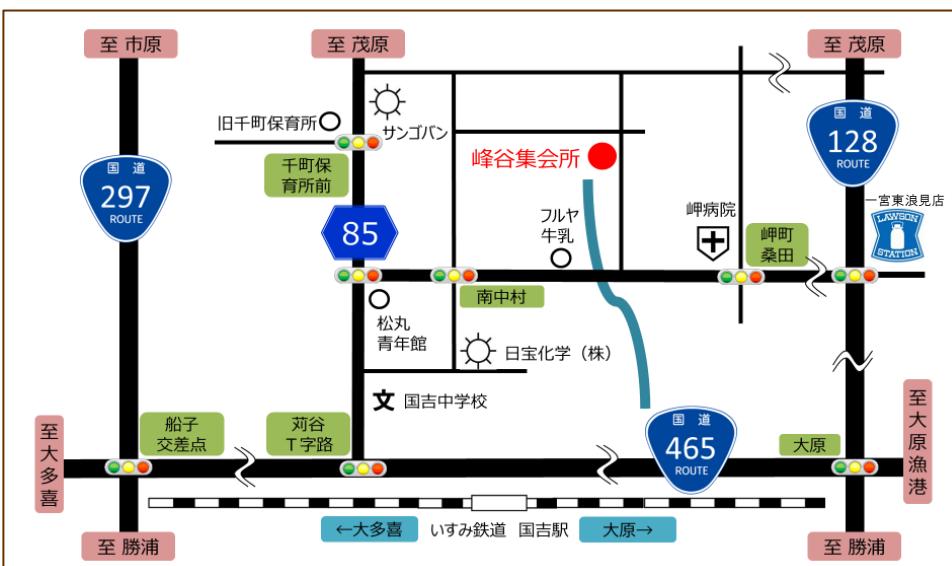 至 市原
至 茂原
至 茂原
旧千町保育所
サンゴバン
千町保
育所前
峰谷集会所
国 道
128
ROUTE
国 道
297
ROUTE
一宮東浪見店
LAWSON
STATION
85
フルヤ
牛乳
岬病院
岬町
桑田
南中村
松丸
青年館
日宝化学（株）
文 国吉中学校
至大多喜
船子
交差点
苅谷
T字路
国 道
465
ROUTE
大原
至大原漁港
←大多喜
いすみ鉄道 国吉駅
大原→
至 勝浦
至 勝浦